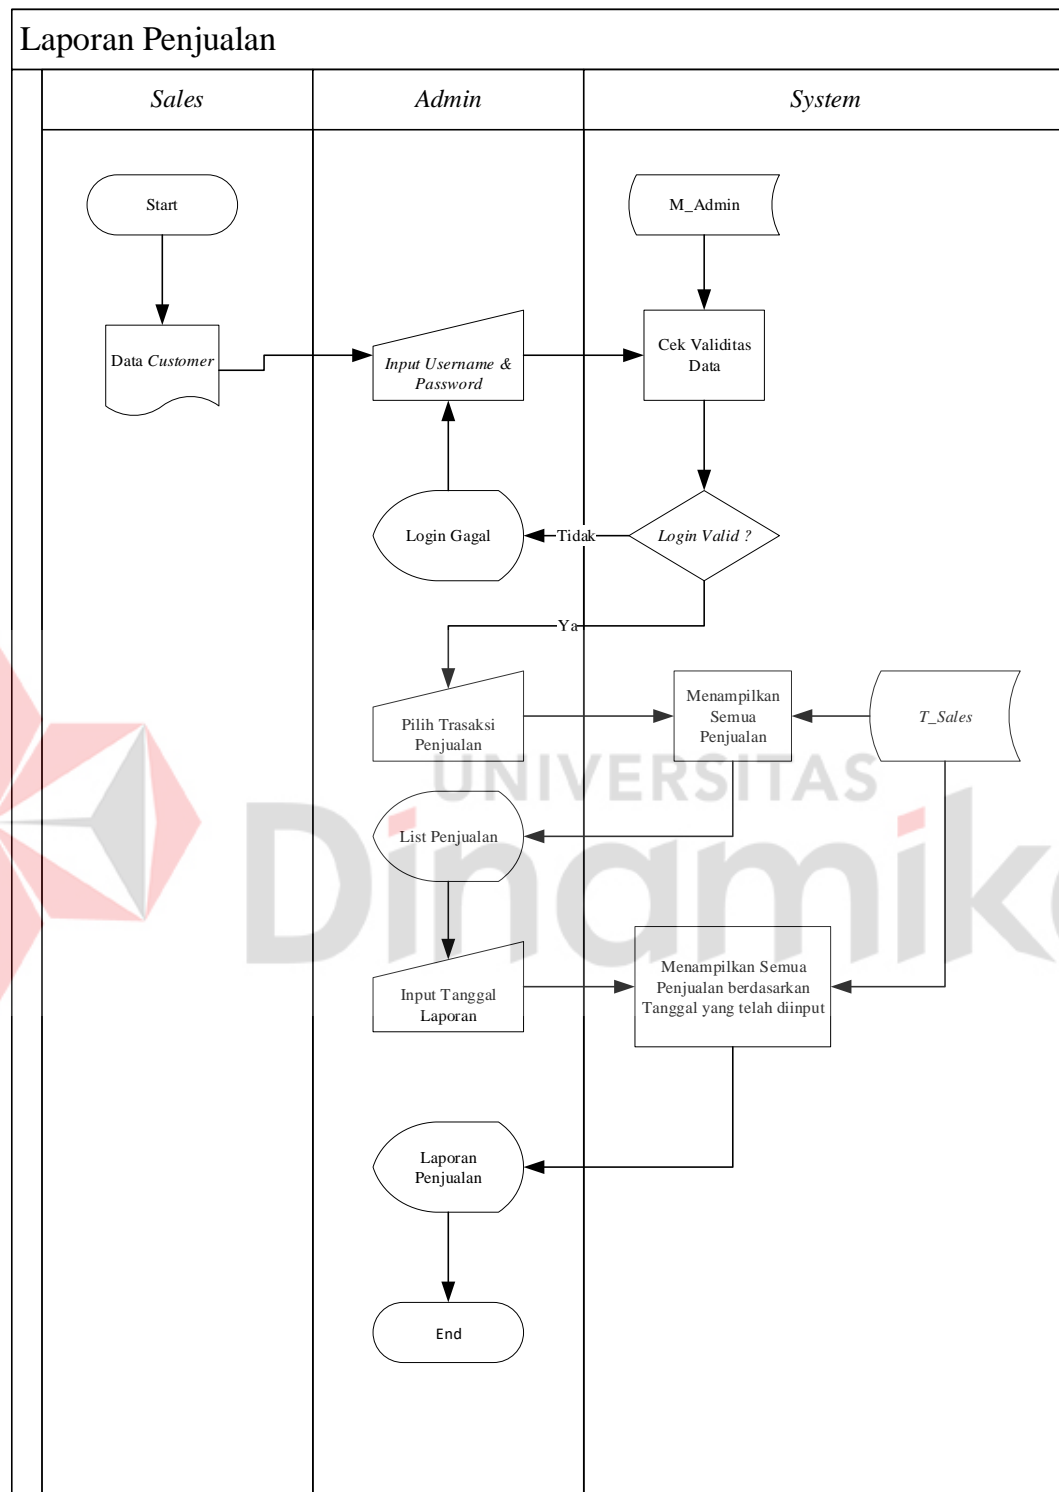 Laporan Penjualan
Sales
Admin
System
Start
M_Admin
Data Customer
Input Username &
Password
Cek Validitas
Data
Login Gagal
Tidak
Login Valid ?
Ya
Pilih Trasaksi
Penjualan
Menampilkan
Semua
Penjualan
T_Sales
UNIVERSITAS
Dinamika
List Penjualan
Input Tanggal
Laporan
Menampilkan Semua
Penjualan berdasarkan
Tanggal yang telah diinput
Laporan
Penjualan
End